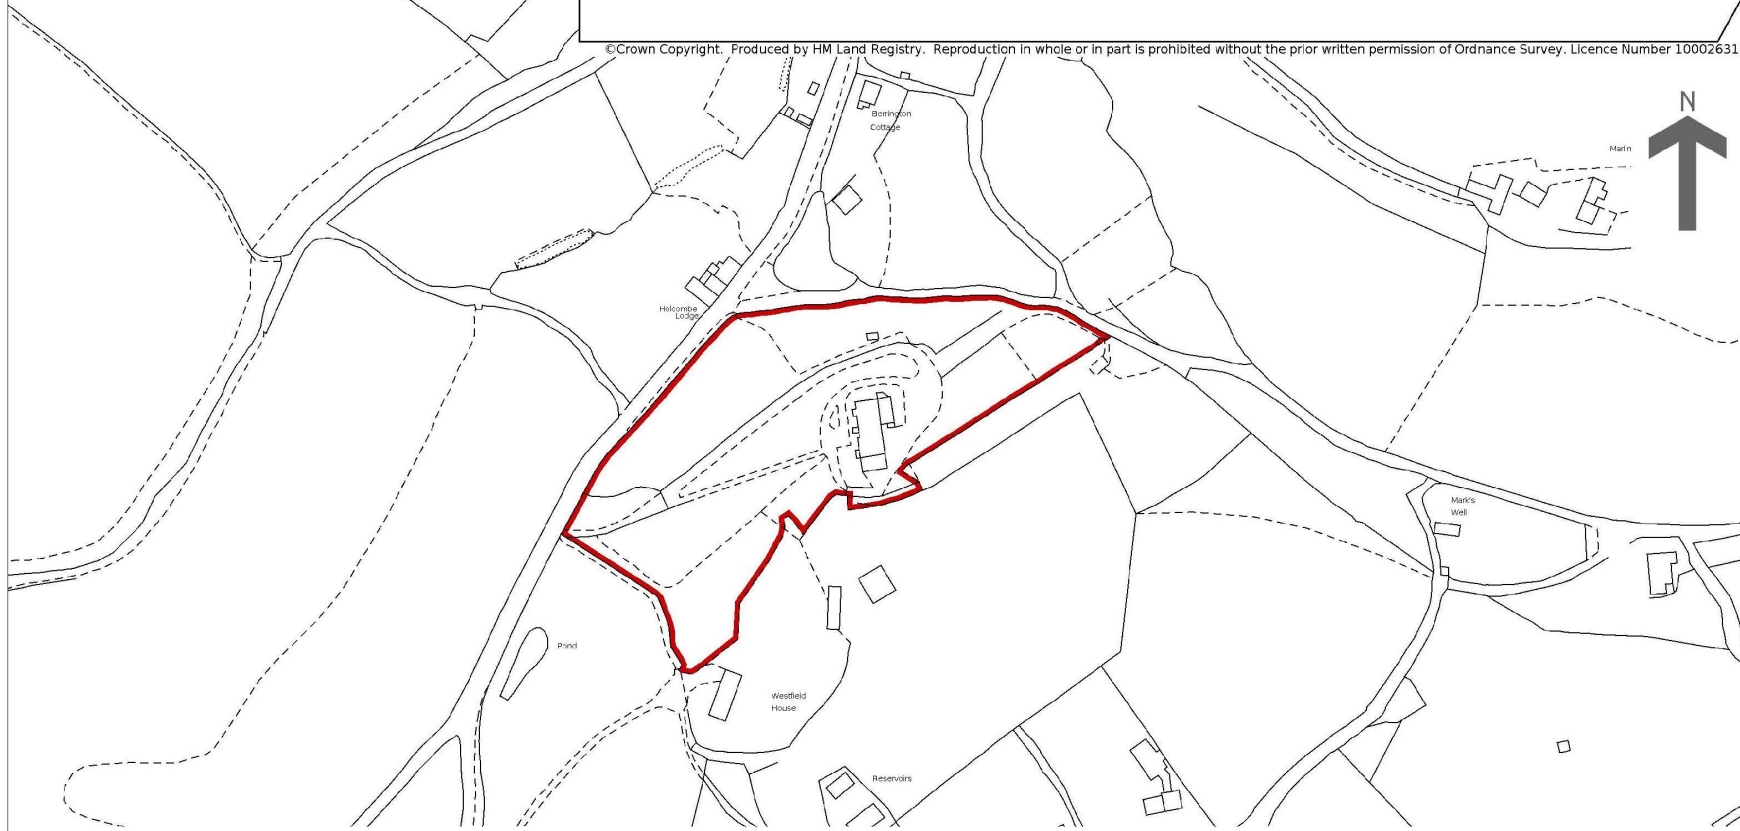 ©Crown Copyright. Produced by HM Land Registry. Reproduction in whole or in part is prohibited without the prior written permission of Ordnance Survey. Licence Number 10002631
N
Berrington
Cottage
Marin
Holcombe
Lodge
Mark's
Well
Pond
Westfield
House
Reservoirs